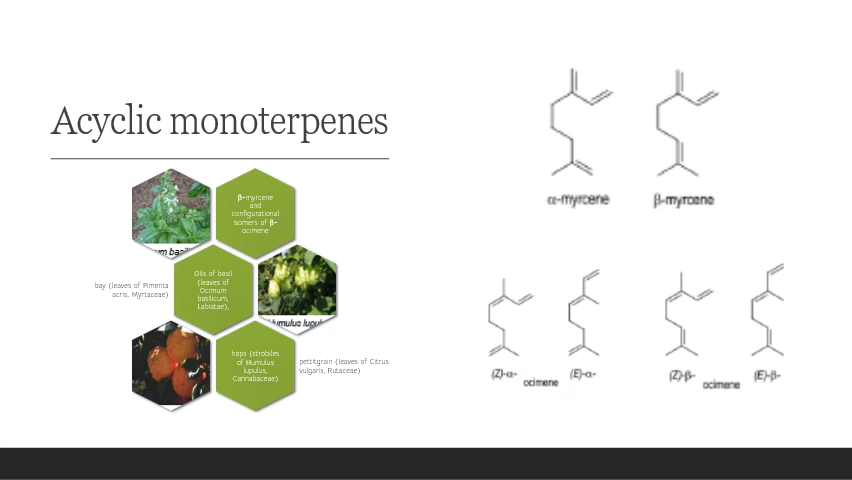 Acyclic monoterpenes
β-myrcene
and
configurational
isomers of β-
ocimene
Oils of basil
(leaves of
Ocimum
basilicum,
Labiatae),
bay (leaves of Pimenta
acris, Myrtaceae)
hops (strobiles
of Humulus
lupulus,
Cannabaceae)
pettitgrain (leaves of Citrus
vulgaris, Rutaceae)
α-myrcene
β-myrcene
(Z)-α-
ocimene
(E)-α-
(Z)-β-
ocimene
(E)-β-